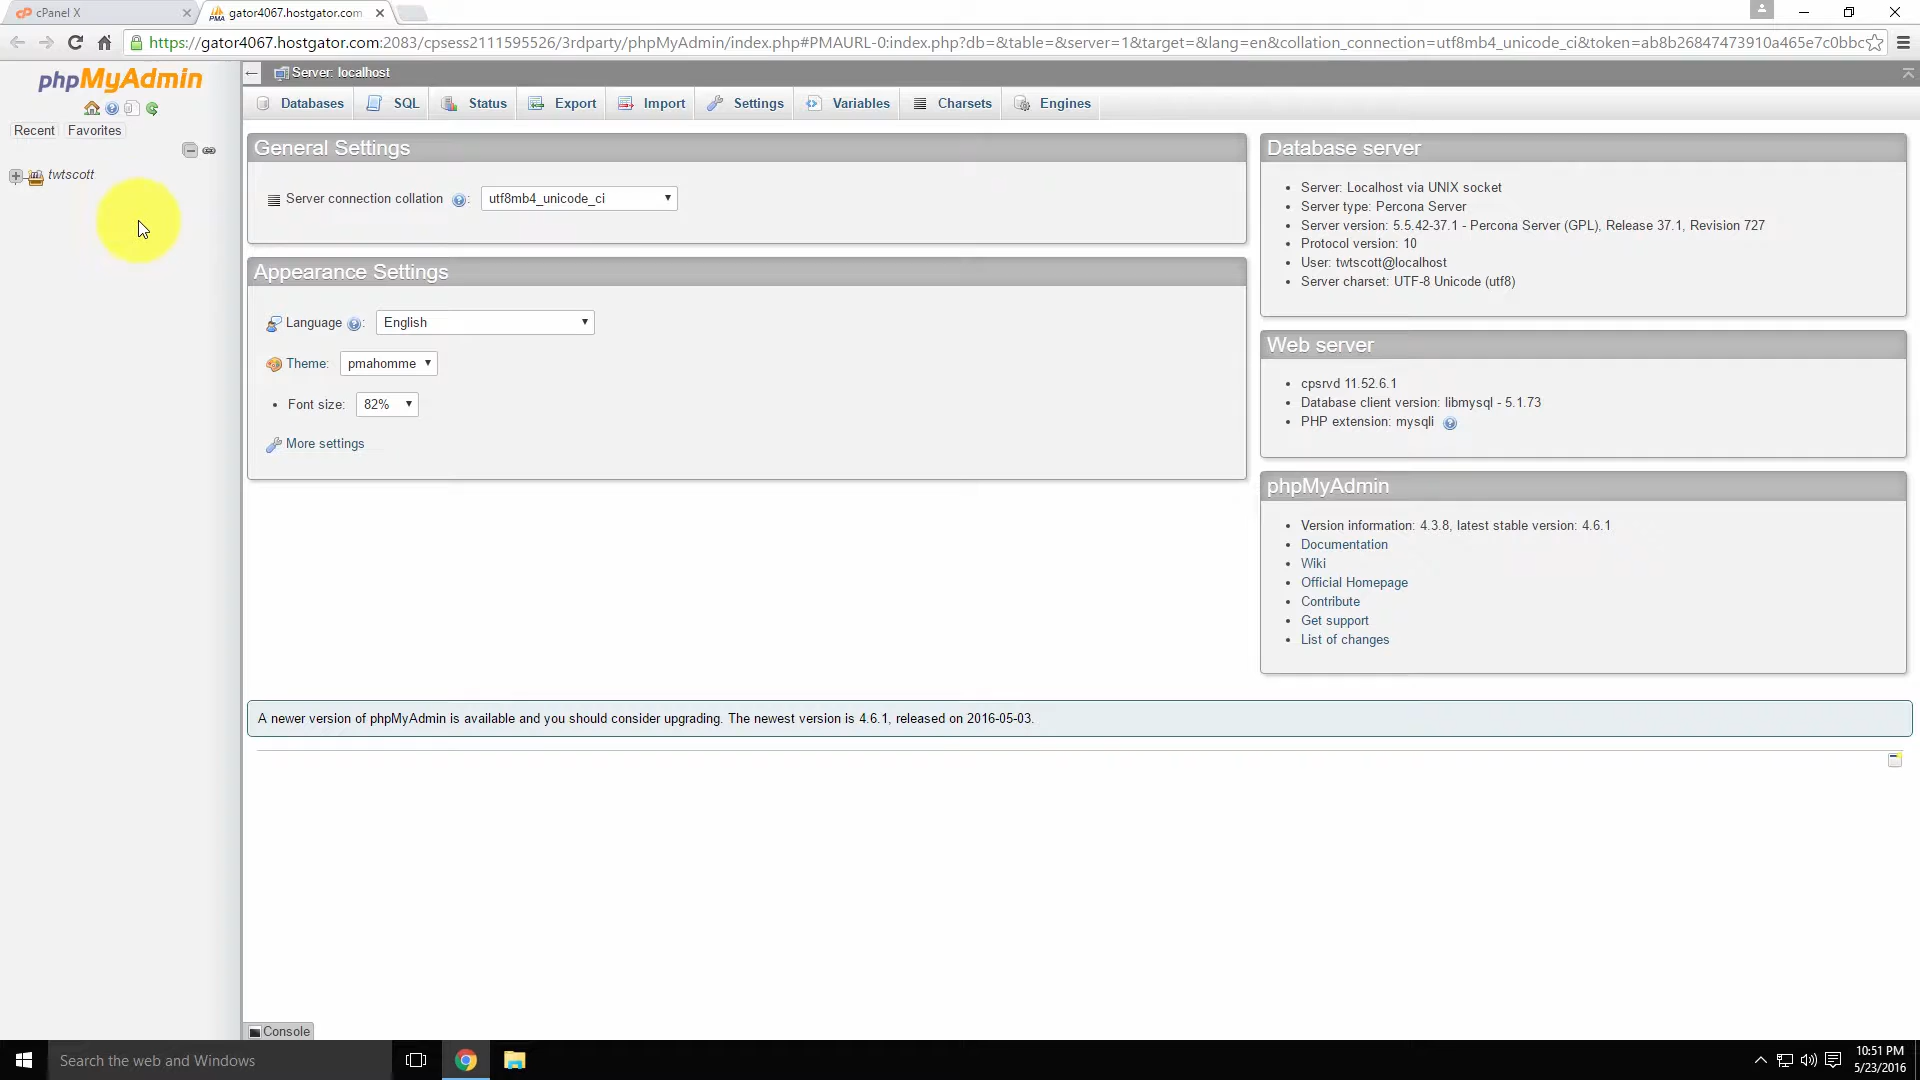 cPanel X
gator4067.hostgator.com
https://gator4067.hostgator.com:2083/cpsess2111595526/3rdparty/phpMyAdmin/index.php#PMAURL-0:index.php?db=&table=&server=1&target=&lang=en&collation_connection=utf8mb4_unicode_ci&token=ab8b26847473910a465e7c0bbc
phpMyAdmin
Recent Favorites
twtscott
Server: localhost
Databases SQL Status Export Import Settings Variables Charsets Engines
General Settings
Server connection collation : utf8mb4_unicode_ci
Appearance Settings
Language : English
Theme: pmahomme
• Font size: 82%
More settings
Database server
• Server: Localhost via UNIX socket
• Server type: Percona Server
• Server version: 5.5.42-37.1 - Percona Server (GPL), Release 37.1, Revision 727
• Protocol version: 10
• User: twtscott@localhost
• Server charset: UTF-8 Unicode (utf8)
Web server
• cpsrvd 11.52.6.1
• Database client version: libmysql - 5.1.73
• PHP extension: mysqli
phpMyAdmin
• Version information: 4.3.8, latest stable version: 4.6.1
• Documentation
• Wiki
• Official Homepage
• Contribute
• Get support
• List of changes
A newer version of phpMyAdmin is available and you should consider upgrading. The newest version is 4.6.1, released on 2016-05-03.
Console
Search the web and Windows
10:51 PM
5/23/2016